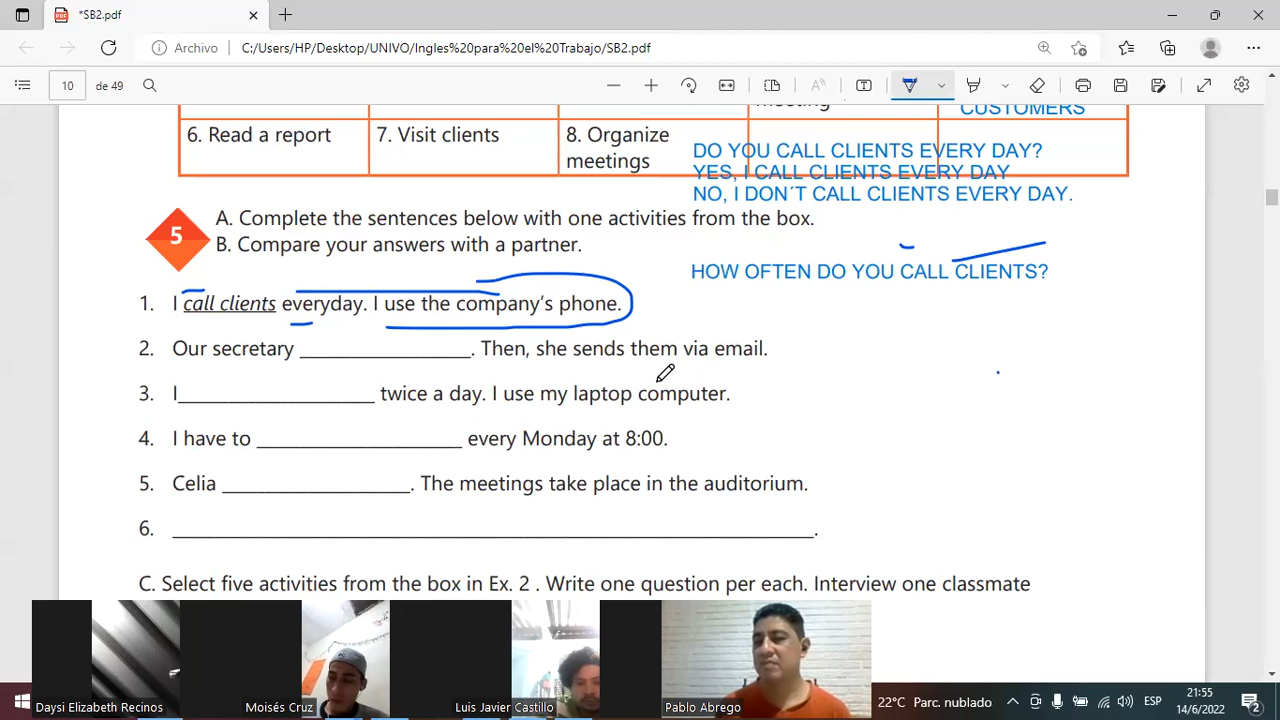 *SB2.pdf
Archivo C:/Users/HP/Desktop/UNIVO/Ingles%20para%20el%20Trabajo/SB2.pdf
10 de 49
meeting
CUSTOMERS
6. Read a report 7. Visit clients 8. Organize meetings
DO YOU CALL CLIENTS EVERY DAY?
YES, I CALL CLIENTS EVERY DAY
NO, I DON´T CALL CLIENTS EVERY DAY.
5
A. Complete the sentences below with one activities from the box.
B. Compare your answers with a partner.
HOW OFTEN DO YOU CALL CLIENTS?
1. I call clients everyday. I use the company's phone.
2. Our secretary _________________. Then, she sends them via email.
3. I____________________ twice a day. I use my laptop computer.
4. I have to _____________________ every Monday at 8:00.
5. Celia ___________________. The meetings take place in the auditorium.
6. _________________________________________________________________.
C. Select five activities from the box in Ex. 2 . Write one question per each. Interview one classmate
Daysi Elizabeth Recinos Moisés Cruz Luis Javier Castillo Pablo Abrego
22°C Parc. nublado ESP 21:55
14/6/2022 2